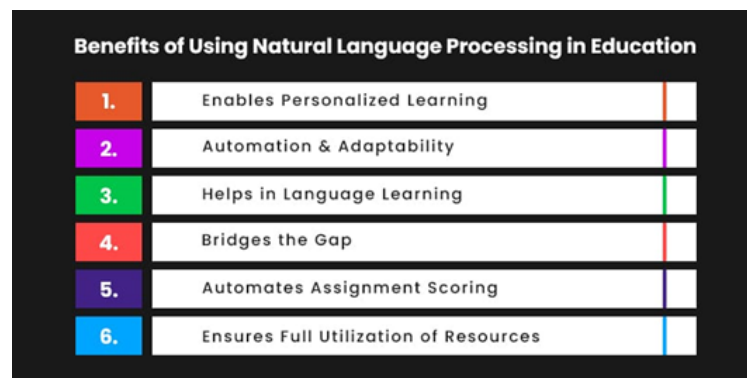 Benefits of Using Natural Language Processing in Education
1. Enables Personalized Learning
2. Automation & Adaptability
3. Helps in Language Learning
4. Bridges the Gap
5. Automates Assignment Scoring
6. Ensures Full Utilization of Resources